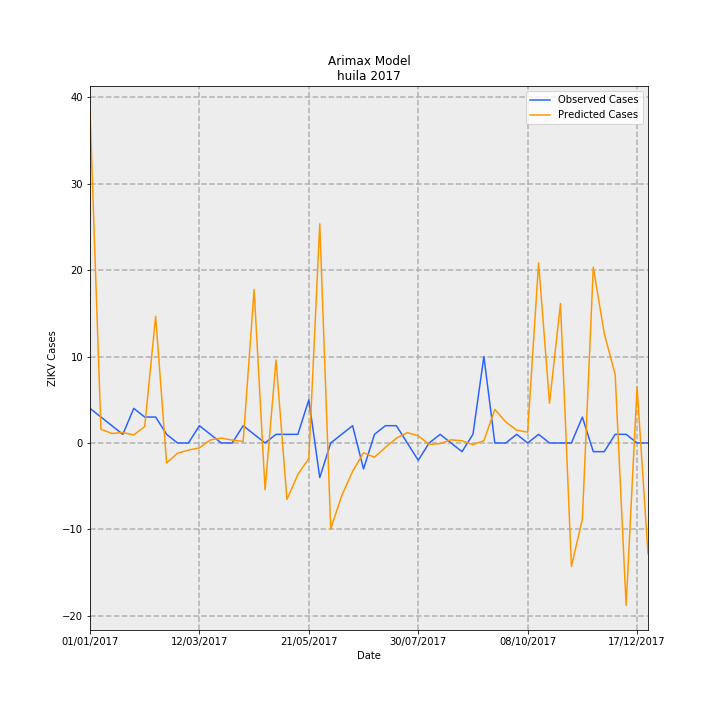 Arimax Model
huila 2017
Observed Cases
Predicted Cases
ZIKV Cases
40
30
20
10
0
−10
−20
01/01/2017
12/03/2017
21/05/2017
30/07/2017
08/10/2017
17/12/2017
Date